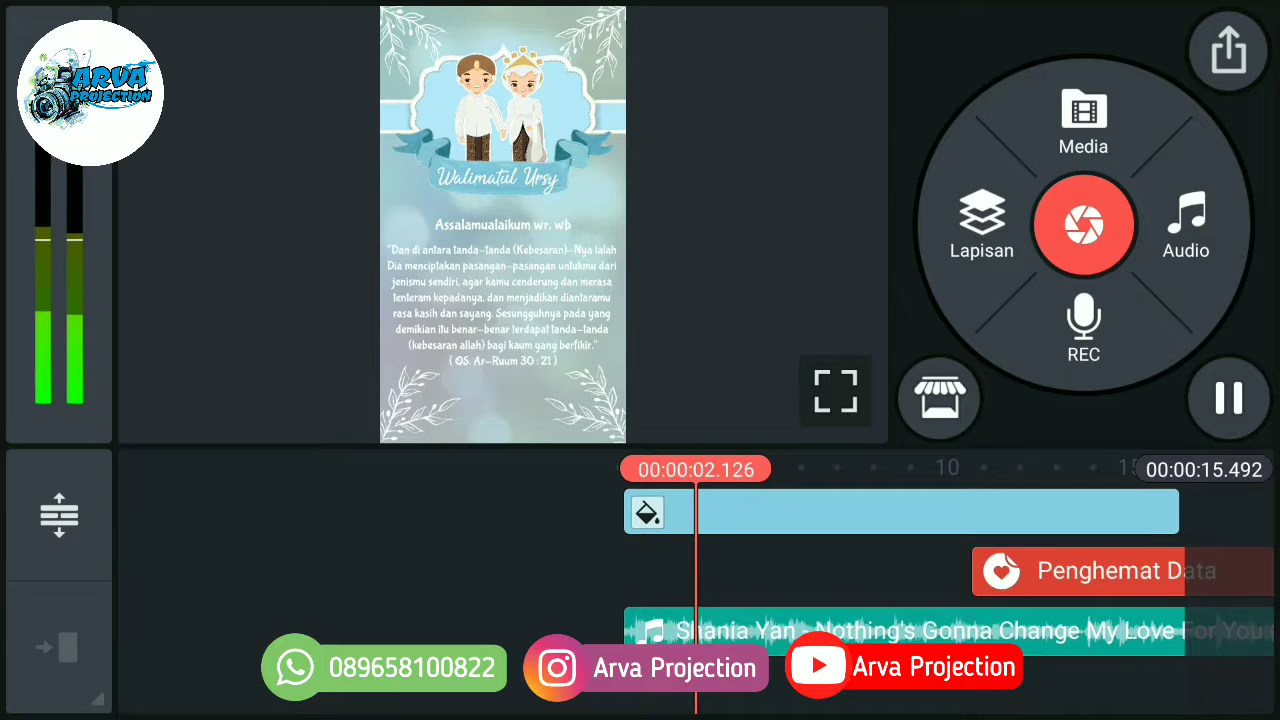 ARVA
PROJECTION
Walimatul Ursy
Assalamualaikum wr. wb
"Dan di antara tanda-tanda (Kebesaran)-Nya ialah
Dia menciptakan pasangan-pasangan untukmu dari
jenismu sendiri, agar kamu cenderung dan merasa
tenteram kepadanya, dan menjadikan diantaramu
rasa kasih dan sayang. Sesungguhnya pada yang
demikian itu benar-benar terdapat tanda-tanda
(kebesaran allah) bagi kaum yang berfikir."
( QS. Ar-Ruum 30 : 21 )
Media
Lapisan
Audio
REC
00:00:02.126
10
15
00:00:15.492
Penghemat Data
Shania Yan - Nothing's Gonna Change My Love For You
089658100822
Arva Projection
Arva Projection